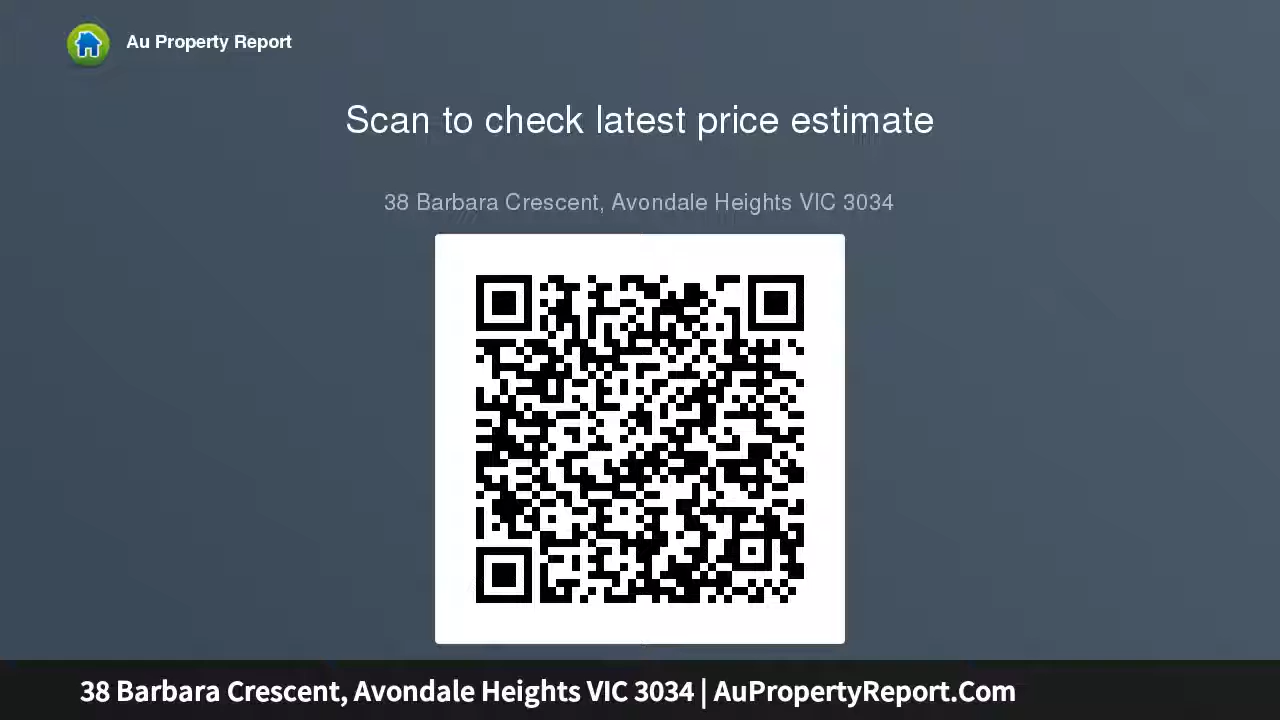 Au Property Report
Scan to check latest price estimate
38 Barbara Crescent, Avondale Heights VIC 3034
38 Barbara Crescent, Avondale Heights VIC 3034 | AuPropertyReport.Com